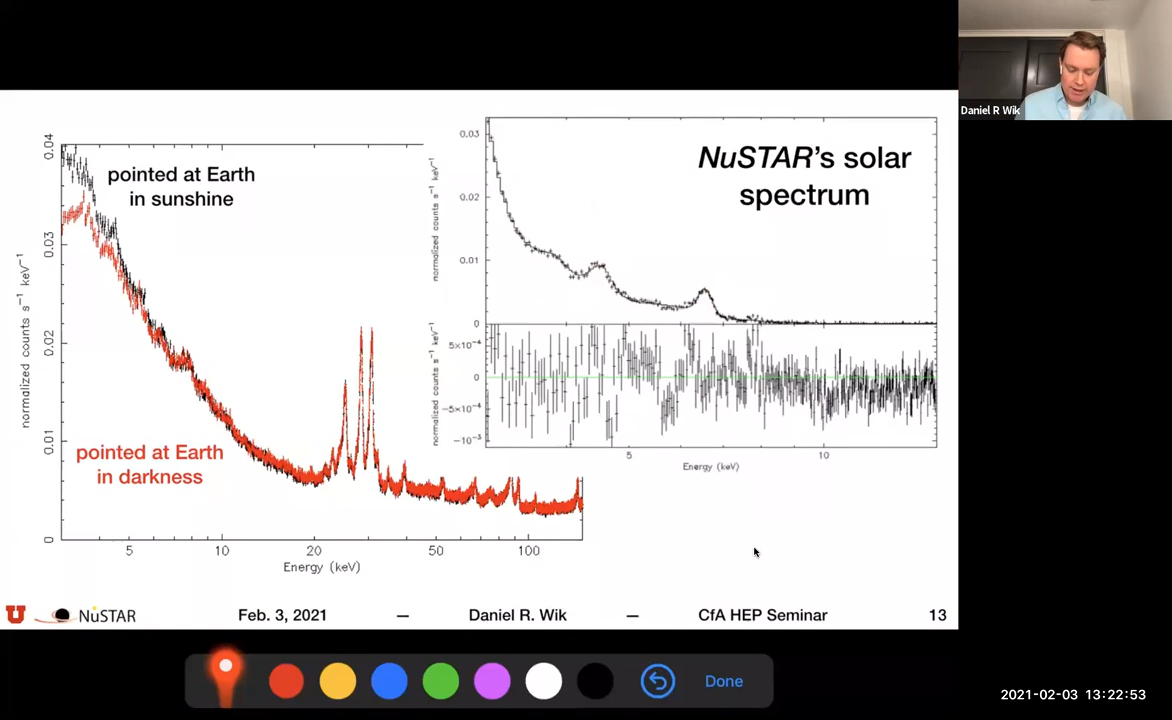 Daniel R Wik
pointed at Earth
in sunshine
pointed at Earth
in darkness
normalized counts s⁻¹ keV⁻¹
0
0.01
0.02
0.03
0.04
5
10
20
50
100
Energy (keV)
NuSTAR's solar
spectrum
normalized counts s⁻¹ keV⁻¹
0.03
0.02
0.01
0
normalized counts s⁻¹ keV⁻¹
5×10⁻⁴
0
−5×10⁻⁴
−10⁻³
5
10
Energy (keV)
U
NuSTAR
Feb. 3, 2021
—
Daniel R. Wik
—
CfA HEP Seminar
13
Done
2021-02-03 13:22:53